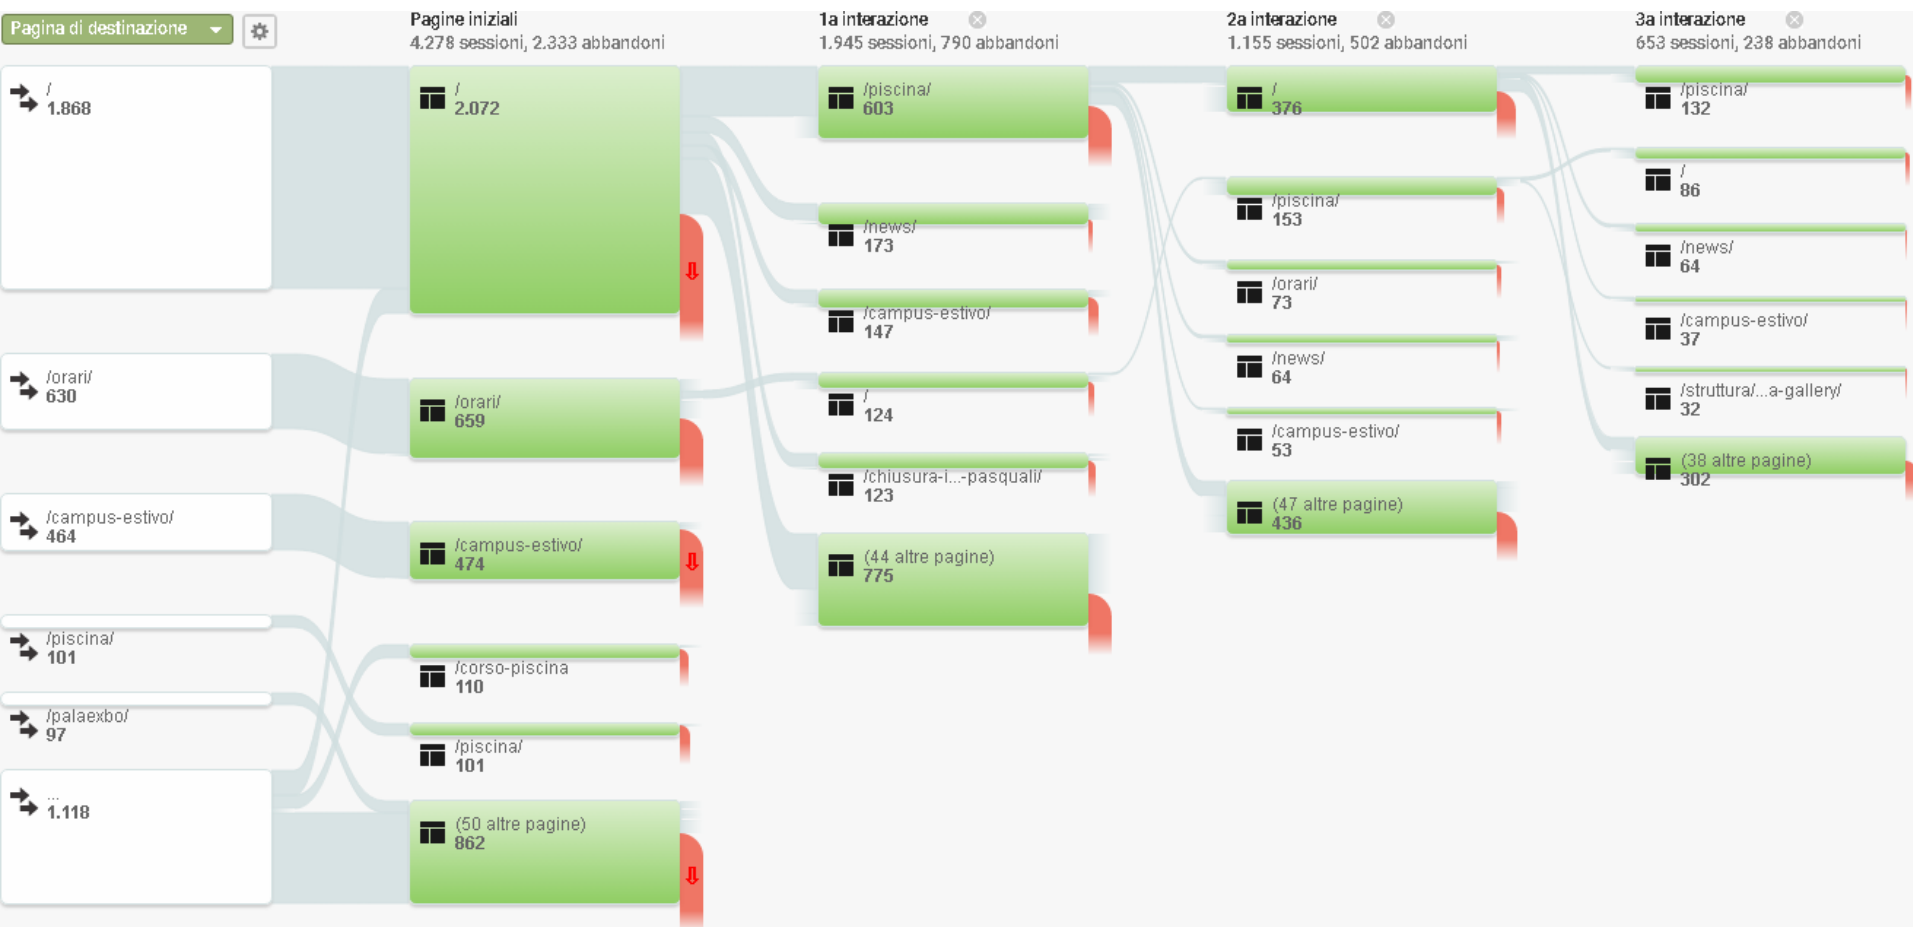 Pagina di destinazione
/
1.868
/orari/
630
/campus-estivo/
464
/piscina/
101
/palaexbo/
97
...
1.118
Pagine iniziali
4.278 sessioni, 2.333 abbandoni
/
2.072
/orari/
659
/campus-estivo/
474
/corso-piscina
110
/piscina/
101
(50 altre pagine)
862
1a interazione
1.945 sessioni, 790 abbandoni
/piscina/
603
/news/
173
/campus-estivo/
147
/
124
/chiusura-i...-pasquali/
123
(44 altre pagine)
775
2a interazione
1.155 sessioni, 502 abbandoni
/
376
/piscina/
153
/orari/
73
/news/
64
/campus-estivo/
53
(47 altre pagine)
436
3a interazione
653 sessioni, 238 abbandoni
/piscina/
132
/
86
/news/
64
/campus-estivo/
37
/struttura/...a-gallery/
32
(38 altre pagine)
302